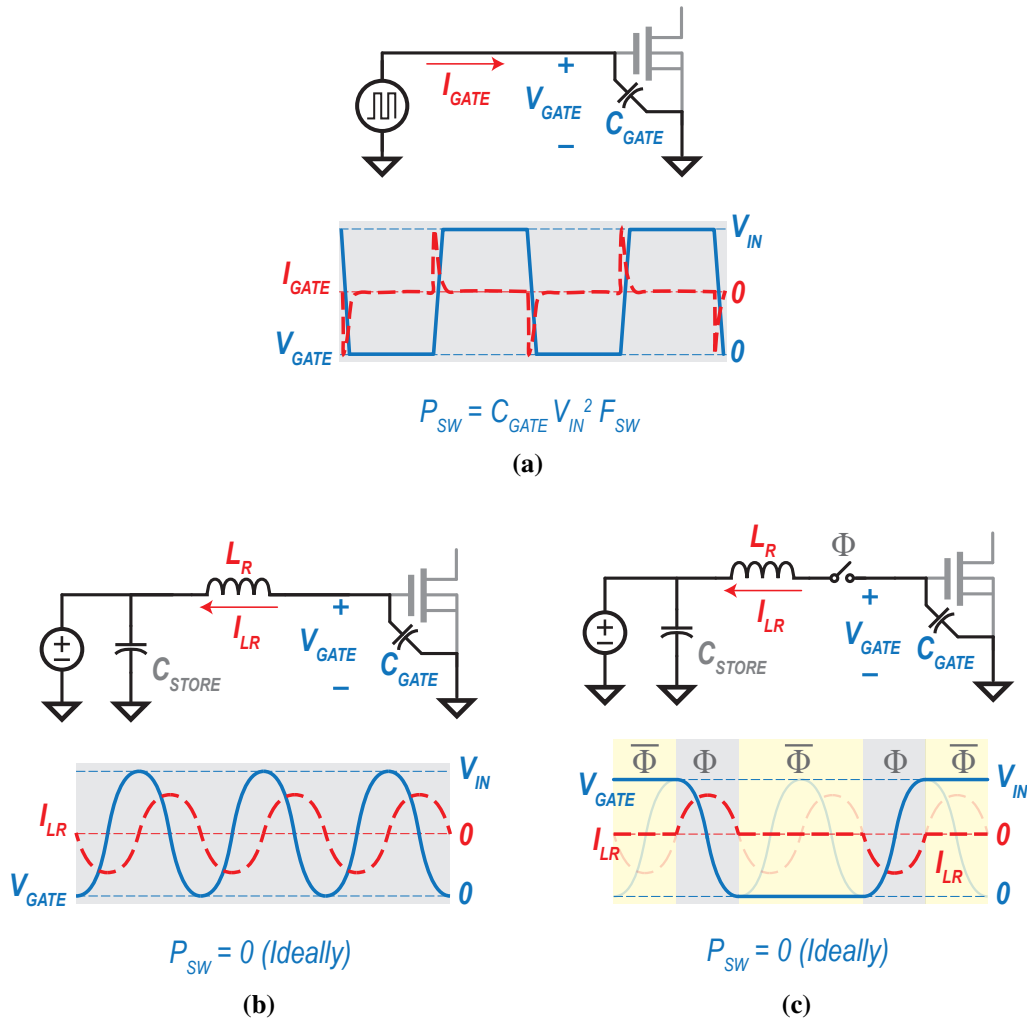 I_GATE
+
V_GATE
–
C_GATE
V_IN
I_GATE 0
V_GATE 0
P_SW = C_GATE V_IN² F_SW
(a)
L_R
I_LR
+
V_GATE
–
C_GATE
C_STORE
V_IN
I_LR 0
V_GATE 0
P_SW = 0 (Ideally)
(b)
L_R Φ
I_LR
+
V_GATE
–
C_GATE
C_STORE
Φ̅ Φ Φ̅ Φ Φ̅
V_GATE V_IN
I_LR 0
I_LR
0
P_SW = 0 (Ideally)
(c)